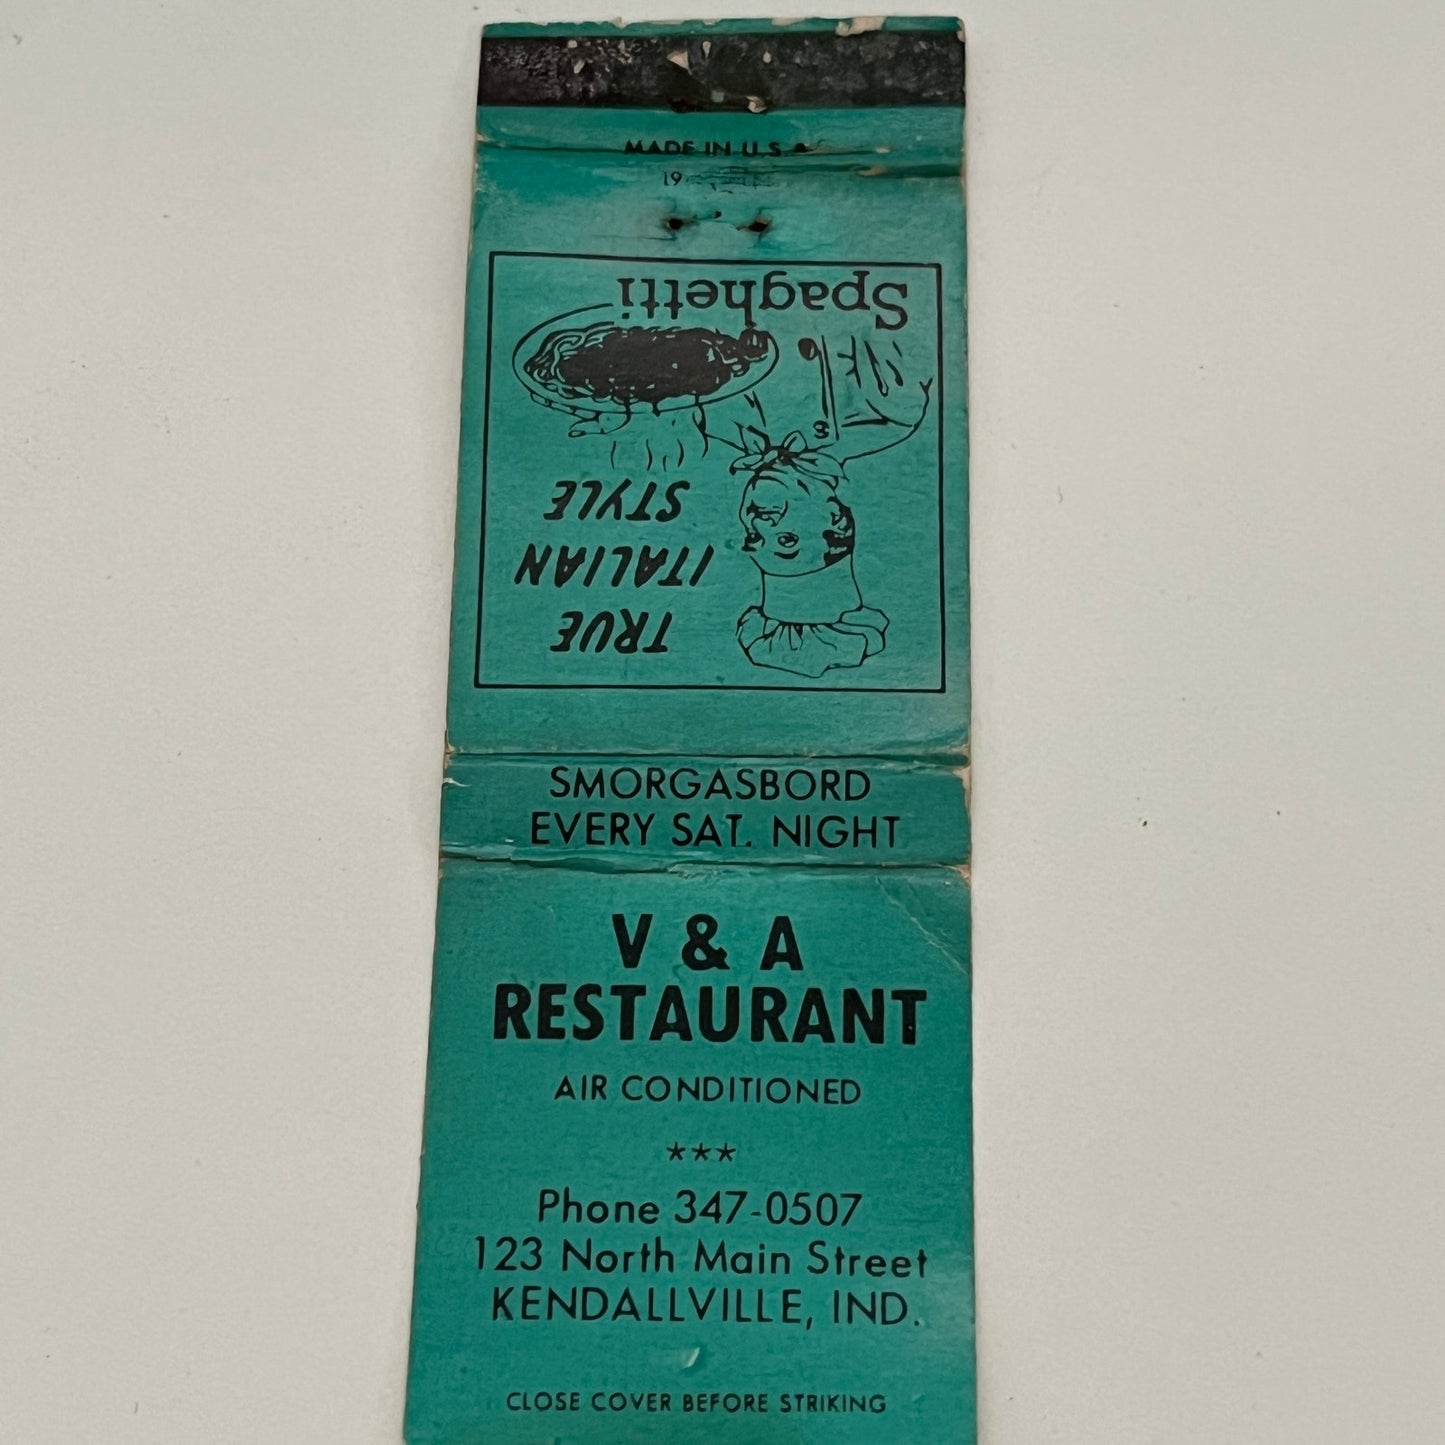 MADE IN U.S.A
Spaghetti
TRUE
ITALIAN
STYLE
SMORGASBORD
EVERY SAT. NIGHT
V & A
RESTAURANT
AIR CONDITIONED
***
Phone 347-0507
123 North Main Street
KENDALLVILLE, IND.
CLOSE COVER BEFORE STRIKING